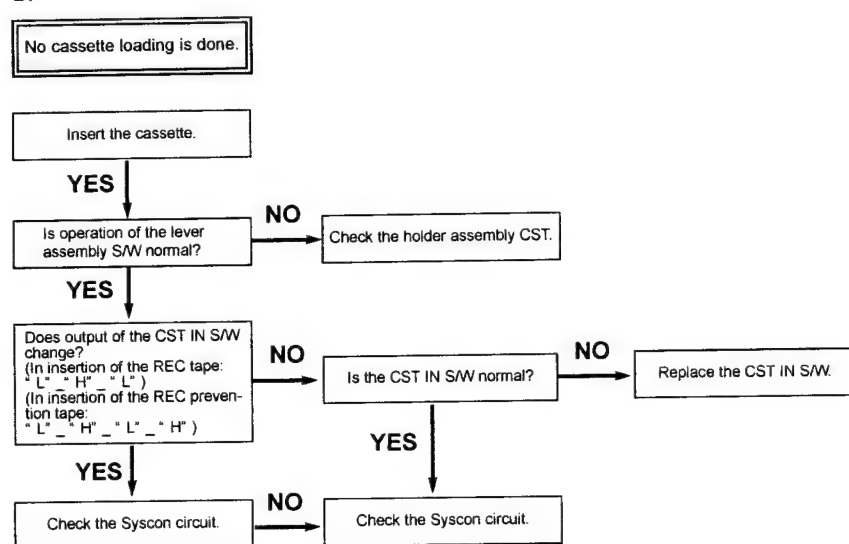 No cassette loading is done.
Insert the cassette.
YES
Is operation of the lever
assembly S/W normal?
NO
Check the holder assembly CST.
YES
Does output of the CST IN S/W
change?
(In insertion of the REC tape:
" L" _ " H" _ " L" )
(In insertion of the REC preven-
tion tape:
" L" _ " H" _ " L" _ " H" )
NO
Is the CST IN S/W normal?
NO
Replace the CST IN S/W.
YES
YES
Check the Syscon circuit.
NO
Check the Syscon circuit.